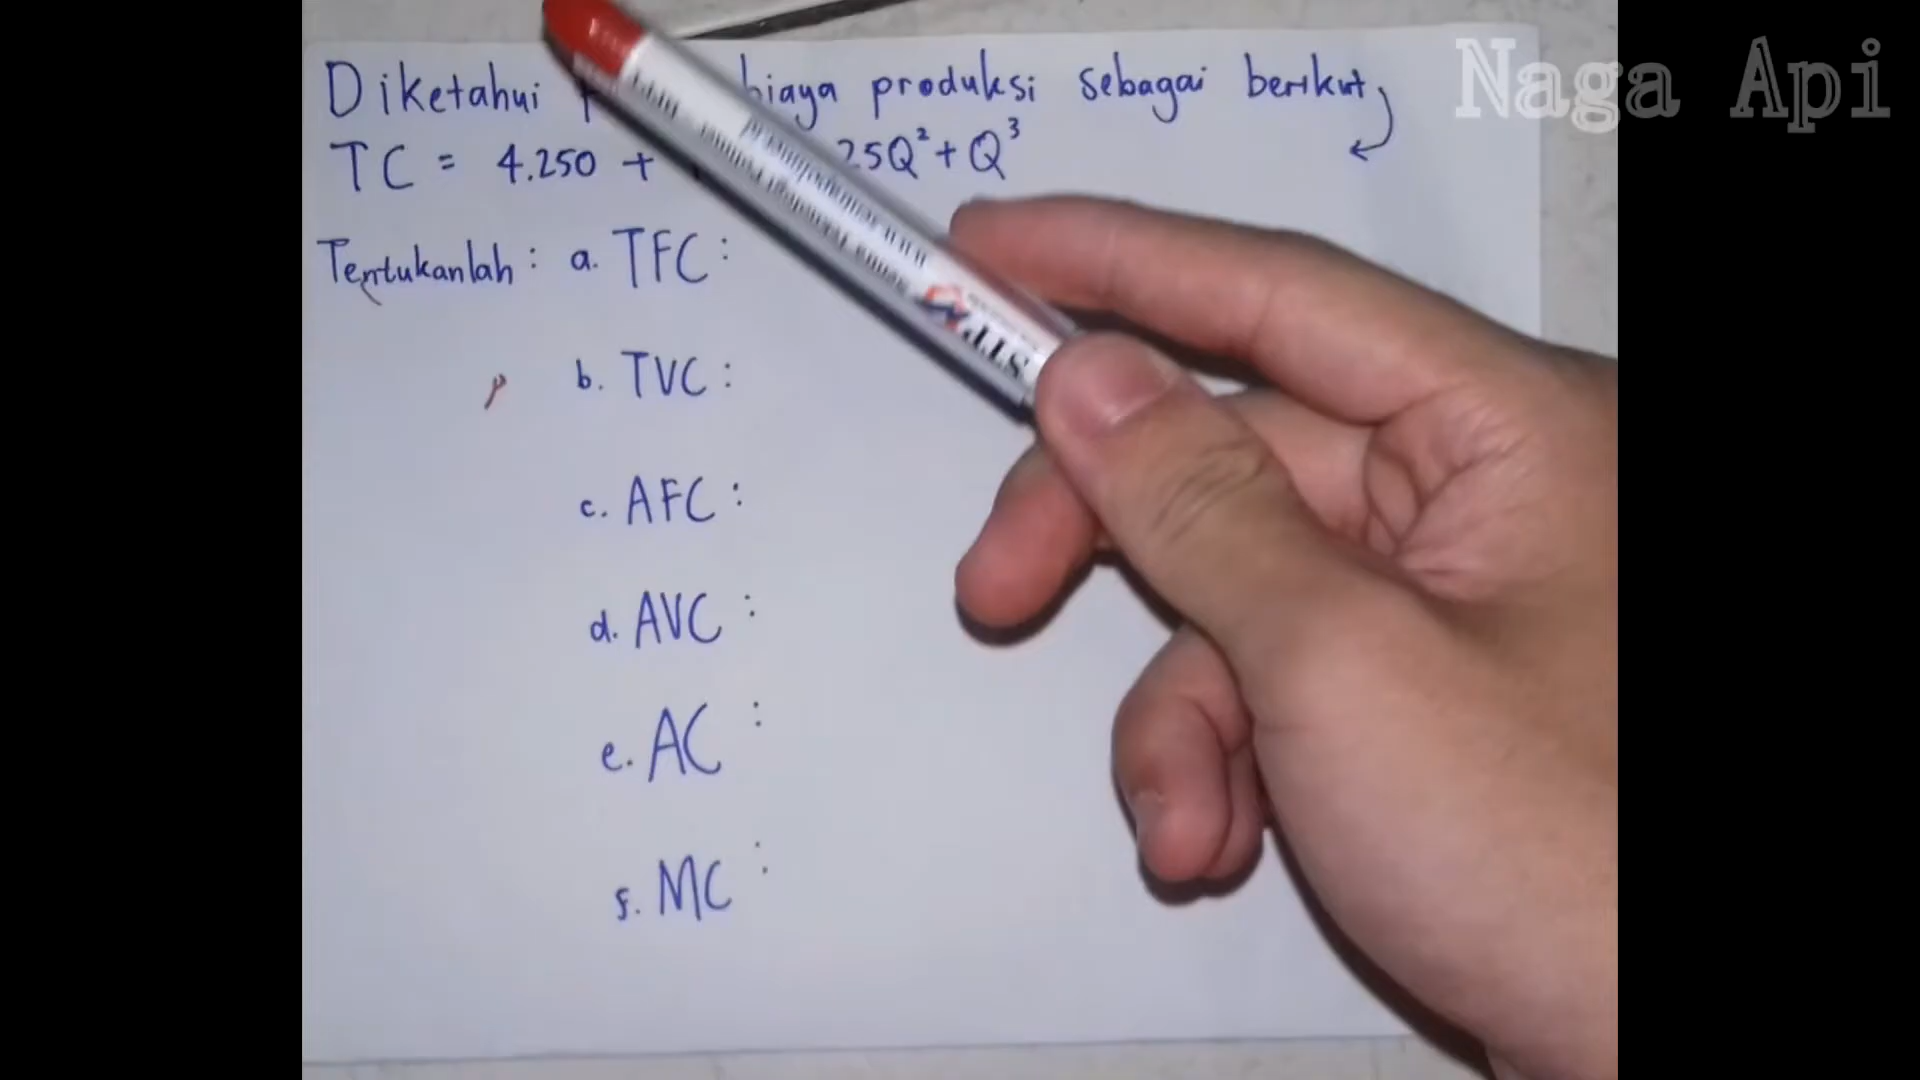 Diketahui biaya produksi sebagai berikut
TC = 4.250 + 25Q² + Q³
Tentukanlah : a. TFC :
b. TVC :
c. AFC :
d. AVC :
e. AC :
f. MC :
Naga Api